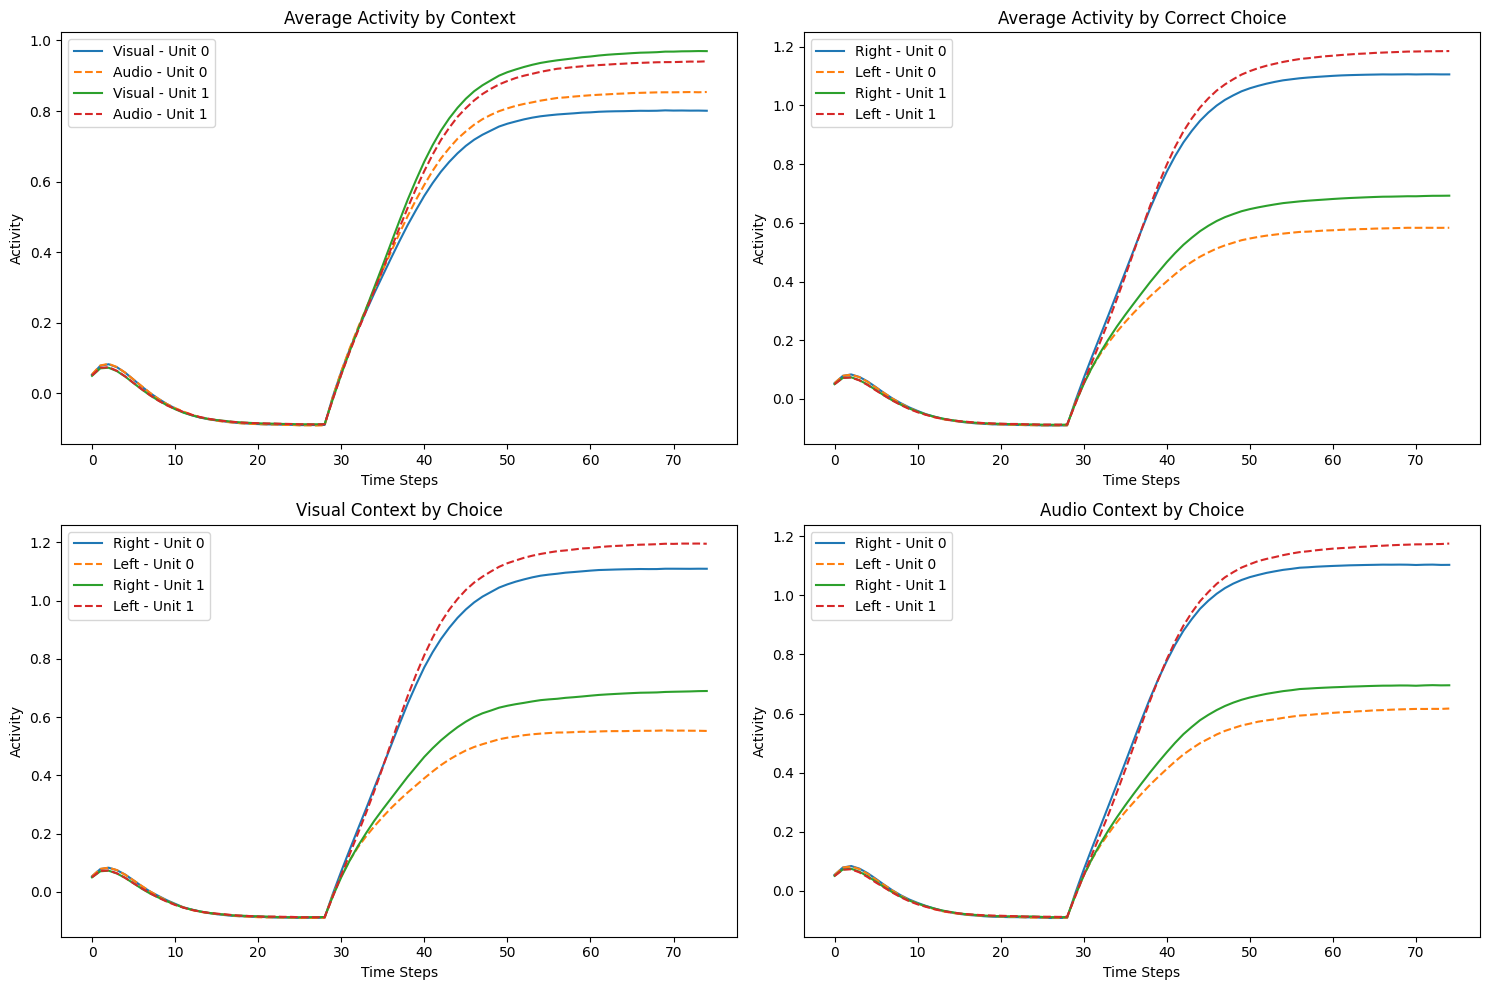 Average Activity by Context
Visual - Unit 0
Audio - Unit 0
Visual - Unit 1
Audio - Unit 1
Activity
1.0
0.8
0.6
0.4
0.2
0.0
0 10 20 30 40 50 60 70
Time Steps
Average Activity by Correct Choice
Right - Unit 0
Left - Unit 0
Right - Unit 1
Left - Unit 1
Activity
1.2
1.0
0.8
0.6
0.4
0.2
0.0
0 10 20 30 40 50 60 70
Time Steps
Visual Context by Choice
Right - Unit 0
Left - Unit 0
Right - Unit 1
Left - Unit 1
Activity
1.2
1.0
0.8
0.6
0.4
0.2
0.0
0 10 20 30 40 50 60 70
Time Steps
Audio Context by Choice
Right - Unit 0
Left - Unit 0
Right - Unit 1
Left - Unit 1
Activity
1.2
1.0
0.8
0.6
0.4
0.2
0.0
0 10 20 30 40 50 60 70
Time Steps